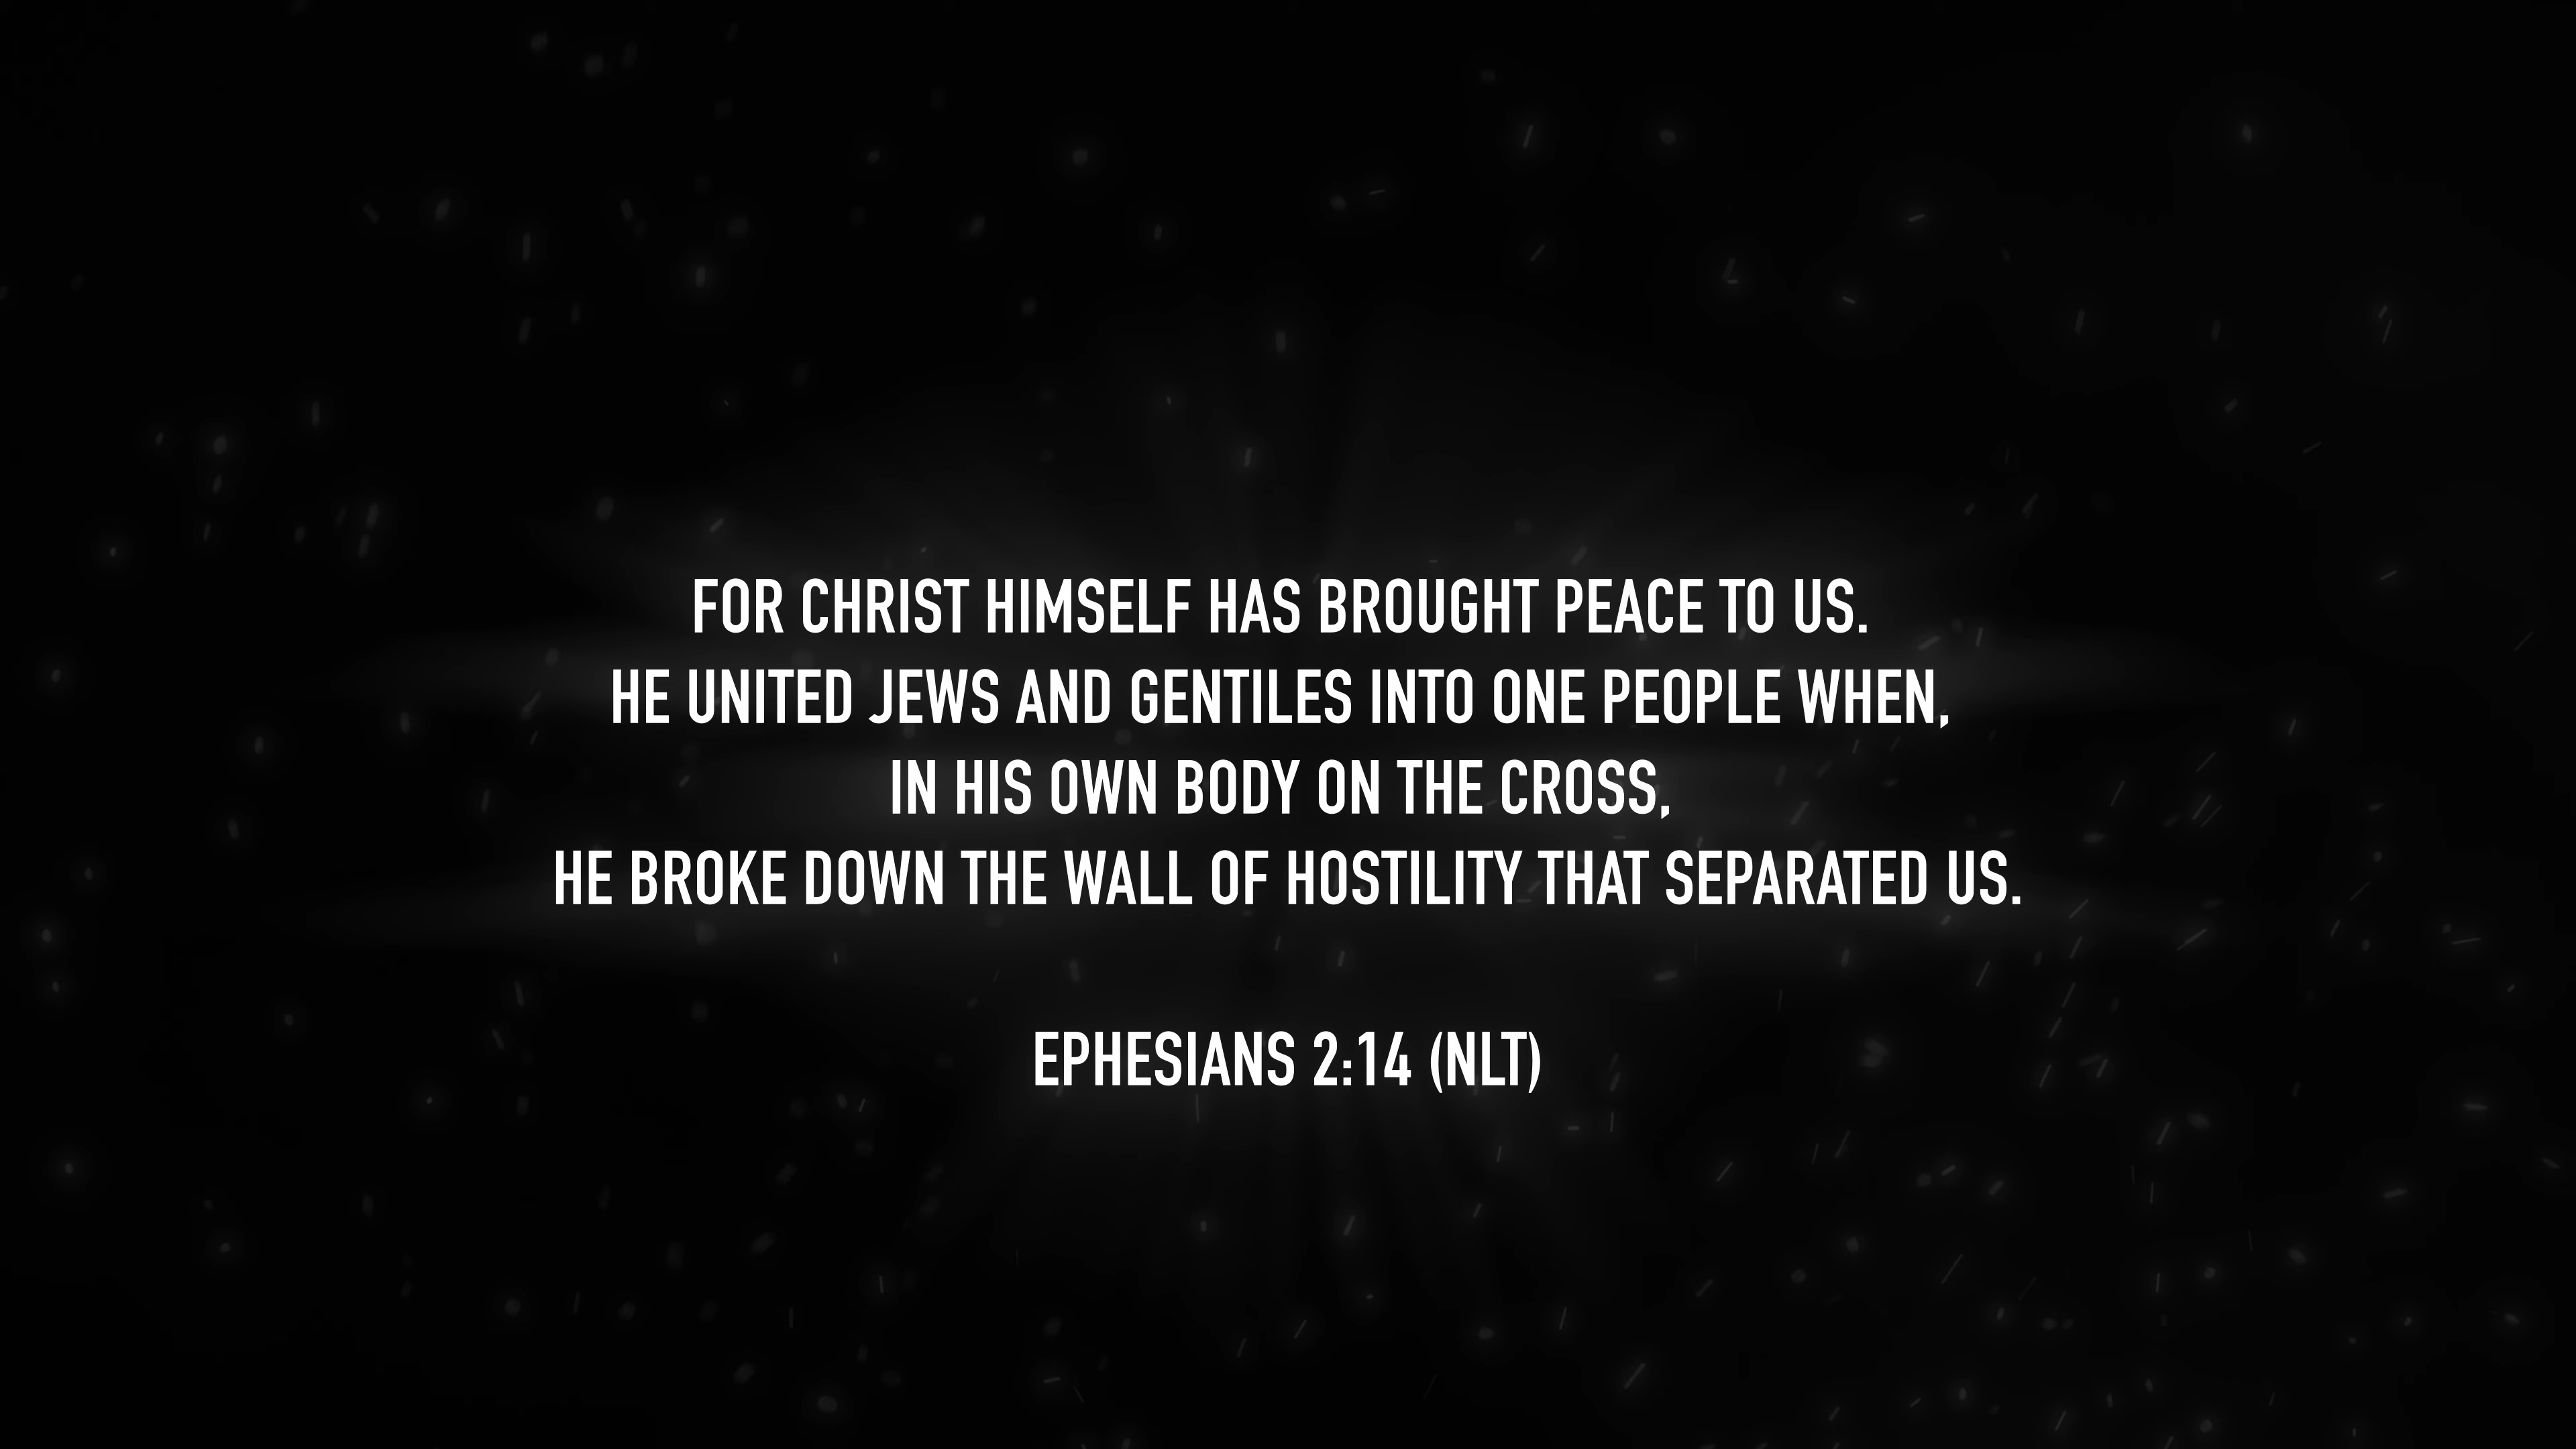 FOR CHRIST HIMSELF HAS BROUGHT PEACE TO US.
HE UNITED JEWS AND GENTILES INTO ONE PEOPLE WHEN,
IN HIS OWN BODY ON THE CROSS,
HE BROKE DOWN THE WALL OF HOSTILITY THAT SEPARATED US.
EPHESIANS 2:14 (NLT)